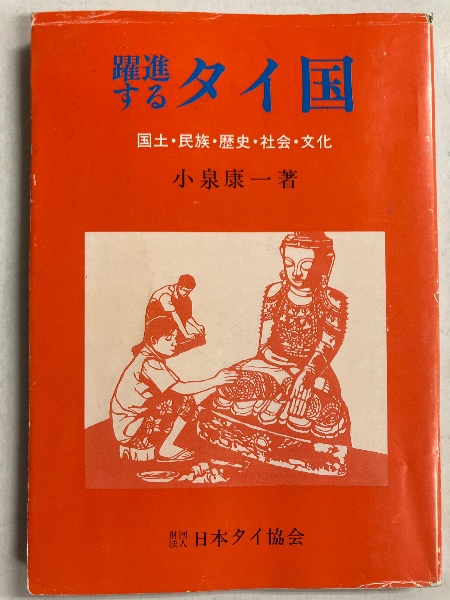 躍進する タイ国
国土・民族・歴史・社会・文化
小泉康一著
財団法人 日本タイ協会